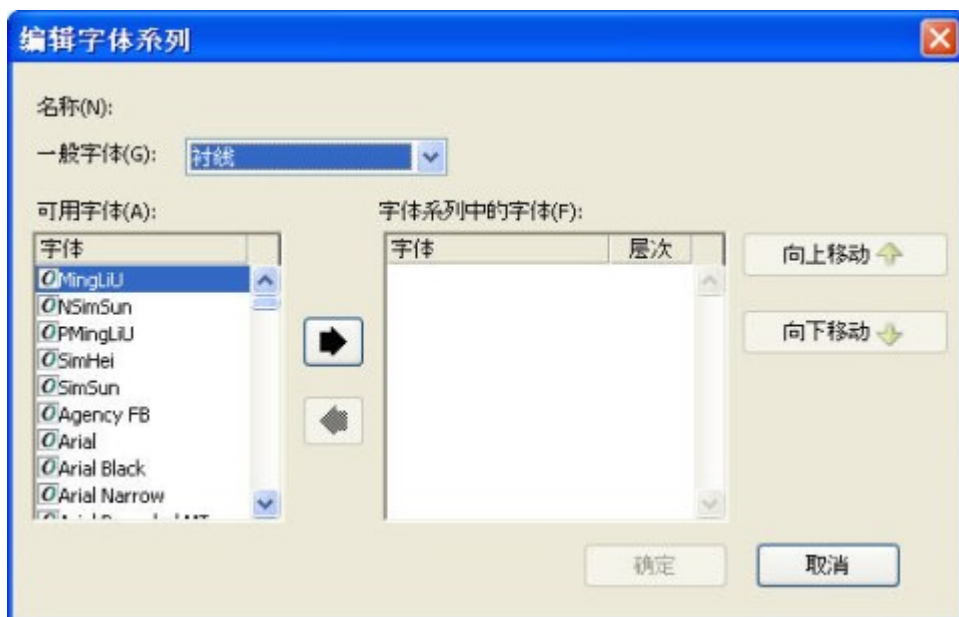 编辑字体系列
名称(N):
一般字体(G): 衬线
可用字体(A):
字体
MingLiU
NSimSun
PMingLiU
SimHei
SimSun
Agency FB
Arial
Arial Black
Arial Narrow
字体系列中的字体(F):
字体 层次
向上移动
向下移动
确定
取消